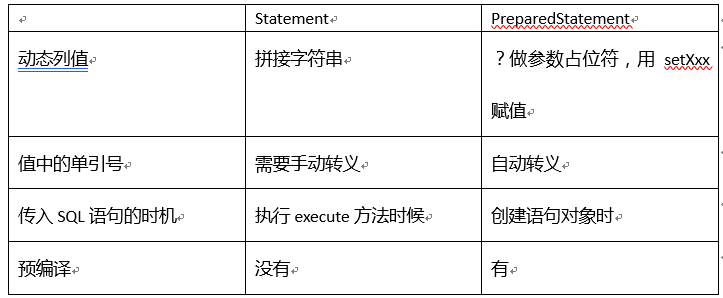 Statement PreparedStatement
动态列值 拼接字符串 ？做参数占位符，用 setXxx
赋值
值中的单引号 需要手动转义 自动转义
传入 SQL 语句的时机 执行 execute 方法时候 创建语句对象时
预编译 没有 有